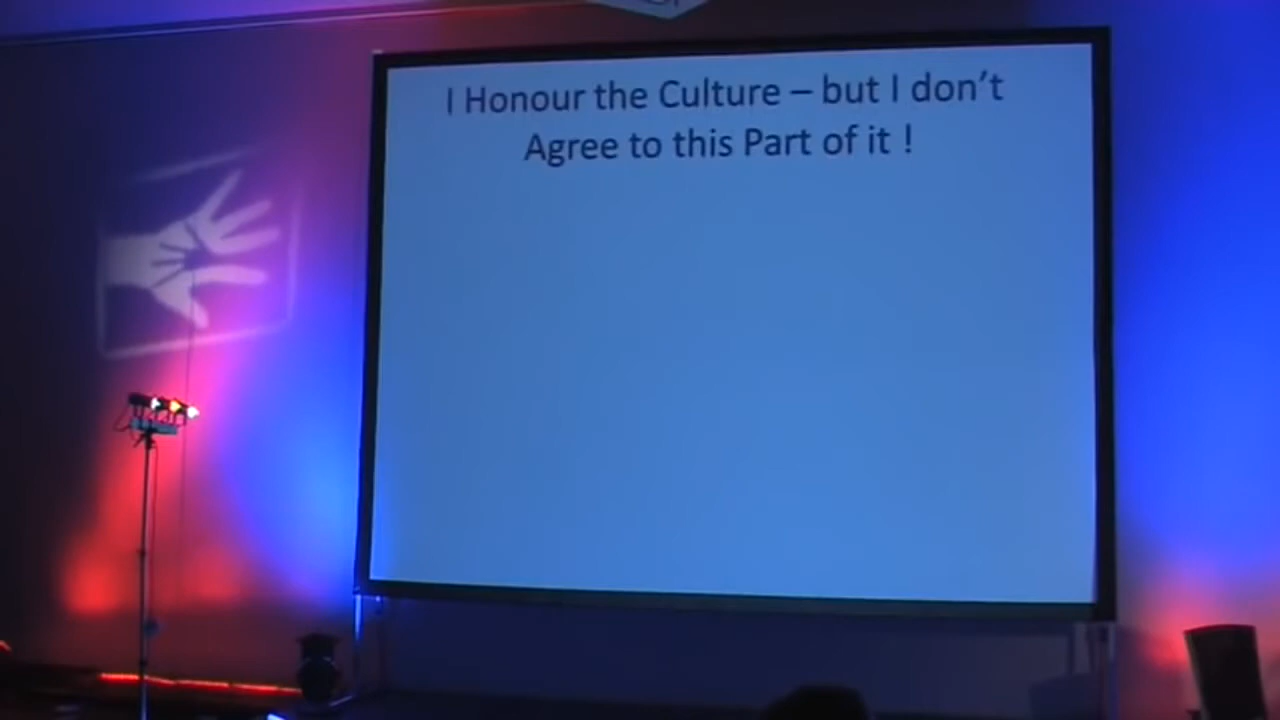 I Honour the Culture – but I don't
Agree to this Part of it !